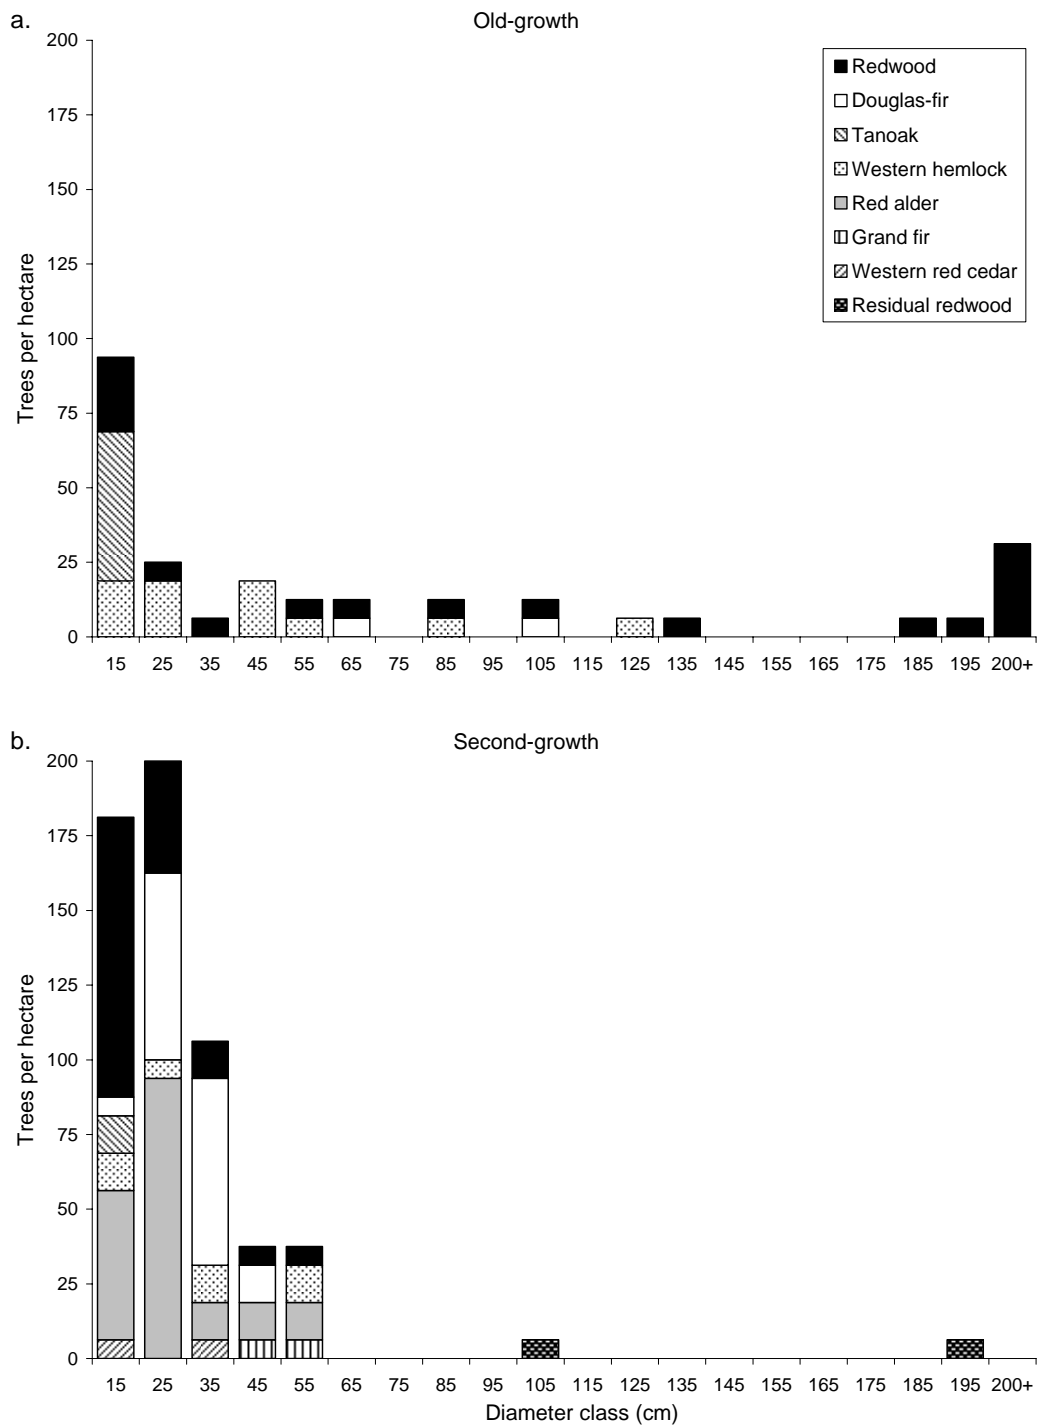 a.
Old-growth
200
175
150
125
100
75
50
25
0
Trees per hectare
Redwood
Douglas-fir
Tanoak
Western hemlock
Red alder
Grand fir
Western red cedar
Residual redwood
15 25 35 45 55 65 75 85 95 105 115 125 135 145 155 165 175 185 195 200+
b.
Second-growth
200
175
150
125
100
75
50
25
0
Trees per hectare
15 25 35 45 55 65 75 85 95 105 115 125 135 145 155 165 175 185 195 200+
Diameter class (cm)